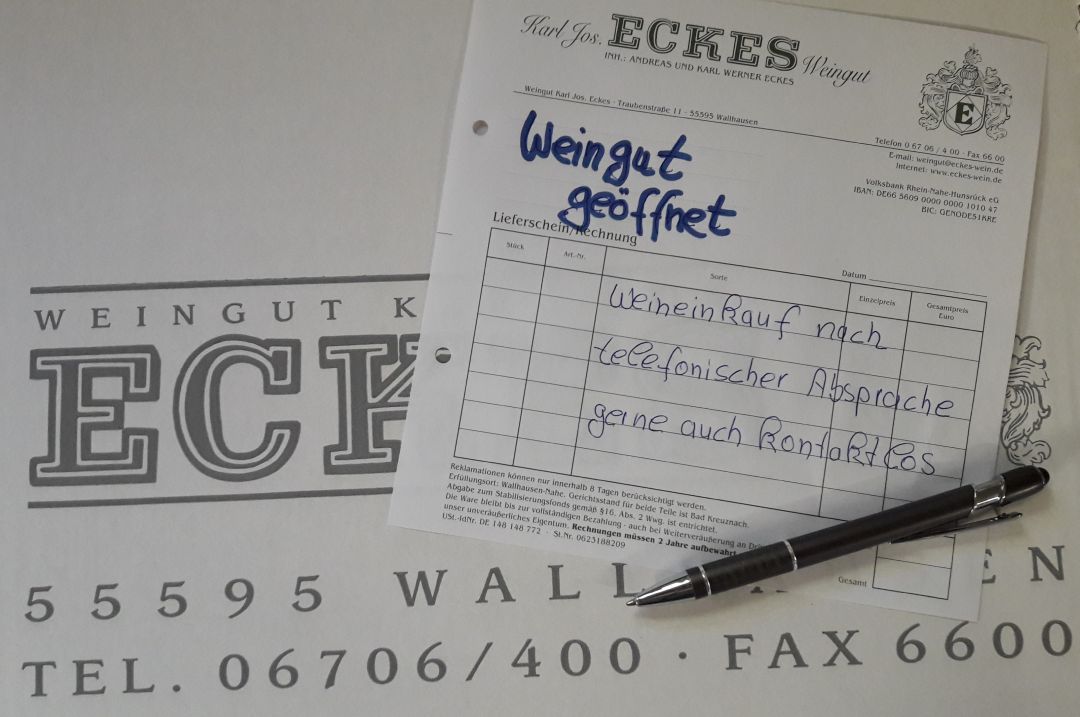 Karl Jos. ECKES Weingut
INH.: ANDREAS UND KARL WERNER ECKES
E
Weingut Karl Jos. Eckes · Traubenstraße 11 · 55595 Wallhausen
Telefon 0 67 06 / 4 00 · Fax 66 00
E-mail: weingut@eckes-wein.de
Internet: www.eckes-wein.de
Volksbank Rhein-Nahe-Hunsrück eG
IBAN: DE66 5609 0000 0000 1010 47
BIC: GENODE51KRE
Weingut
geöffnet
Lieferschein/Rechnung
Datum
Stück Art.-Nr. Sorte Einzelpreis Gesamtpreis
Euro
Weineinkauf nach
telefonischer Absprache
gerne auch kontaktlos
Reklamationen können nur innerhalb 8 Tagen berücksichtigt werden.
Erfüllungsort: Wallhausen-Nahe. Gerichtsstand für beide Teile ist Bad Kreuznach.
Abgabe zum Stabilisierungsfonds gemäß §16. Abs. 2 Wwg. ist entrichtet.
Die Ware bleibt bis zur vollständigen Bezahlung - auch bei Weiterveräußerung an
unser unveräußerliches Eigentum. Rechnungen müssen 2 Jahre aufbewahrt
USt.-IdNr. DE 148 148 772 · St.Nr. 0623188209
Gesamt
WEINGUT K
ECK
55595 WALL EN
TEL. 06706/400 · FAX 6600